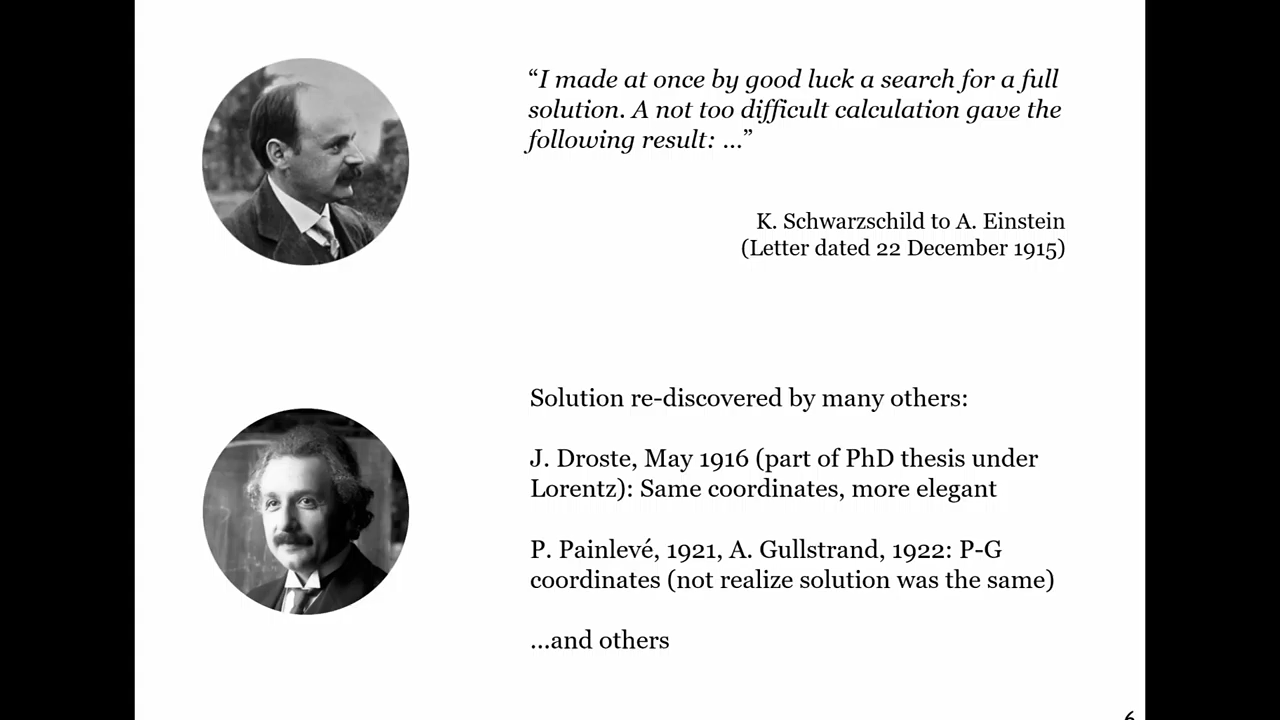 “I made at once by good luck a search for a full
solution. A not too difficult calculation gave the
following result: ...”
K. Schwarzschild to A. Einstein
(Letter dated 22 December 1915)
Solution re-discovered by many others:
J. Droste, May 1916 (part of PhD thesis under
Lorentz): Same coordinates, more elegant
P. Painlevé, 1921, A. Gullstrand, 1922: P-G
coordinates (not realize solution was the same)
...and others
6